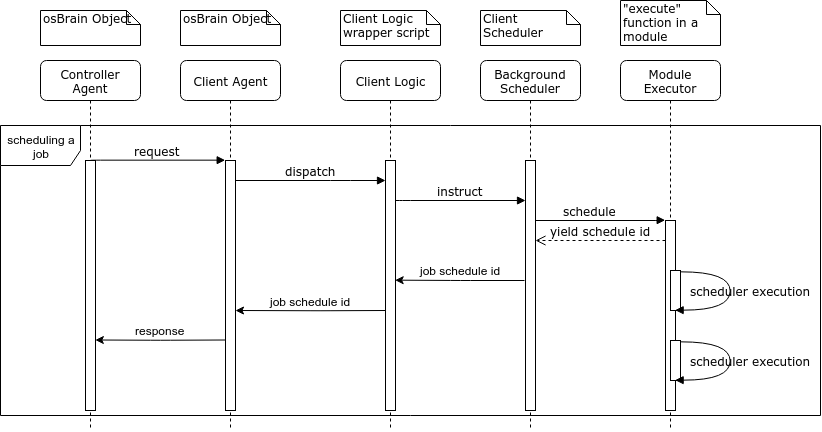 osBrain Object
osBrain Object
Client Logic
wrapper script
Client
Scheduler
"execute"
function in a
module
Controller
Agent
Client Agent
Client Logic
Background
Scheduler
Module
Executor
scheduling a
job
request
dispatch
instruct
schedule
yield schedule id
job schedule id
scheduler execution
job schedule id
response
scheduler execution